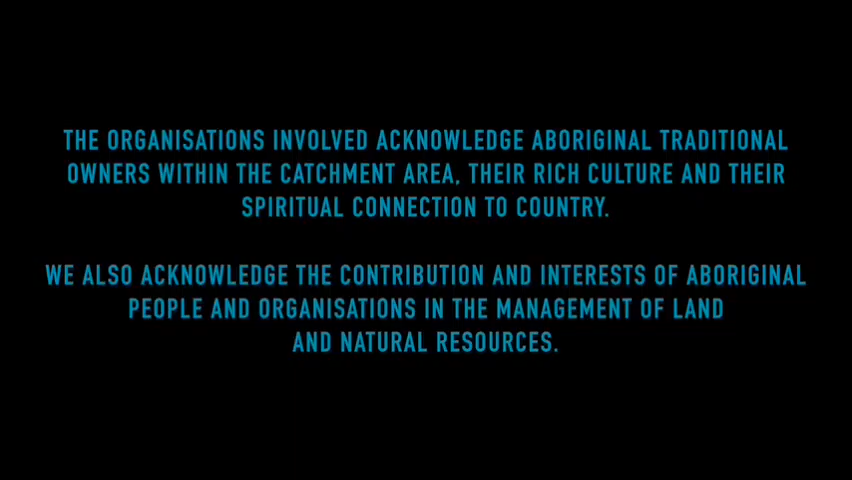 THE ORGANISATIONS INVOLVED ACKNOWLEDGE ABORIGINAL TRADITIONAL
OWNERS WITHIN THE CATCHMENT AREA, THEIR RICH CULTURE AND THEIR
SPIRITUAL CONNECTION TO COUNTRY.
WE ALSO ACKNOWLEDGE THE CONTRIBUTION AND INTERESTS OF ABORIGINAL
PEOPLE AND ORGANISATIONS IN THE MANAGEMENT OF LAND
AND NATURAL RESOURCES.